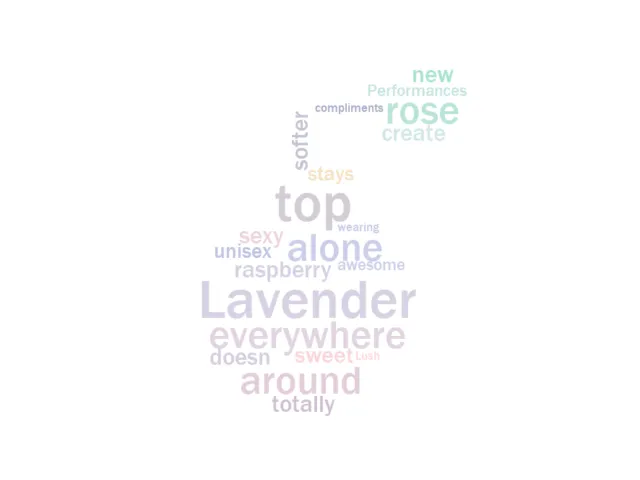 new
Performances
compliments rose
softer create
stays
top
wearing
sexy alone
unisex
raspberry awesome
Lavender
everywhere
doesn sweet Lush
around
totally